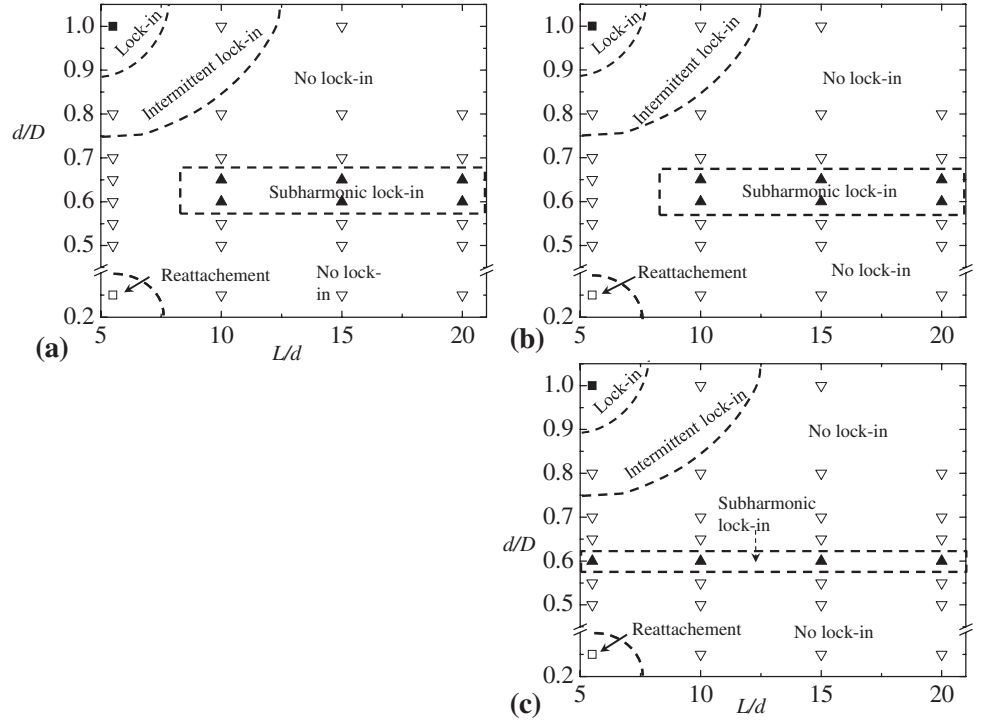 1.0
0.9
0.8
d/D
0.7
0.6
0.5
0.2
Lock-in
Intermittent lock-in
No lock-in
Subharmonic lock-in
Reattachement
No lock-
in
5
10
15
20
(a)
L/d
1.0
0.9
0.8
0.7
0.6
0.5
0.2
Lock-in
Intermittent lock-in
No lock-in
Subharmonic lock-in
Reattachement
No lock-in
5
10
15
20
(b)
1.0
0.9
0.8
0.7
d/D
0.6
0.5
0.2
Lock-in
Intermittent lock-in
No lock-in
Subharmonic
lock-in
Reattachement
No lock-in
5
10
15
20
(c)
L/d